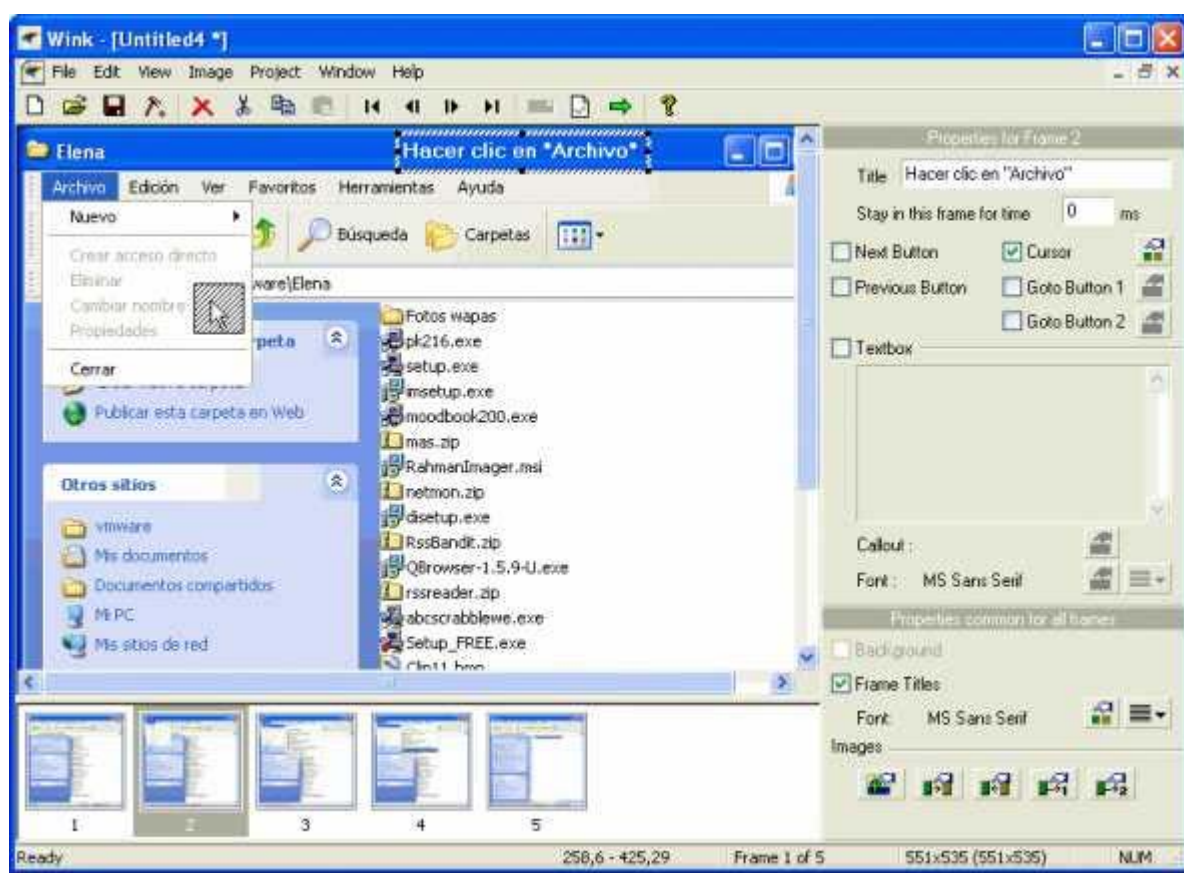 Wink - [Untitled4 *]
File Edit View Image Project Window Help
Elena
Hacer clic en "Archivo"
Archivo Edición Ver Favoritos Herramientas Ayuda
Nuevo
Búsqueda Carpetas
Crear acceso directo
Eliminar
ware\Elena
Cambiar nombre
Propiedades
peta
Cerrar
Publicar esta carpeta en Web
Otros sitios
vmware
Mis documentos
Documentos compartidos
Mi PC
Mis sitios de red
Fotos wapas
pk216.exe
setup.exe
imsetup.exe
moodbook200.exe
mas.zip
RahmanImager.msi
netmon.zip
disetup.exe
RssBandit.zip
QBrowser-1.5.9-U.exe
rssreader.zip
abcscrabblewe.exe
Setup_FREE.exe
Clip11.bmp
Properties for Frame 2
Title Hacer clic en "Archivo"
Stay in this frame for time 0 ms
Next Button Cursor
Previous Button Goto Button 1
Goto Button 2
Textbox
Callout :
Font : MS Sans Serif
Properties common for all frames
Background
Frame Titles
Font: MS Sans Serif
Images
1 2 3 4 5
Ready 258,6 - 425,29 Frame 1 of 5 551x535 (551x535) NUM